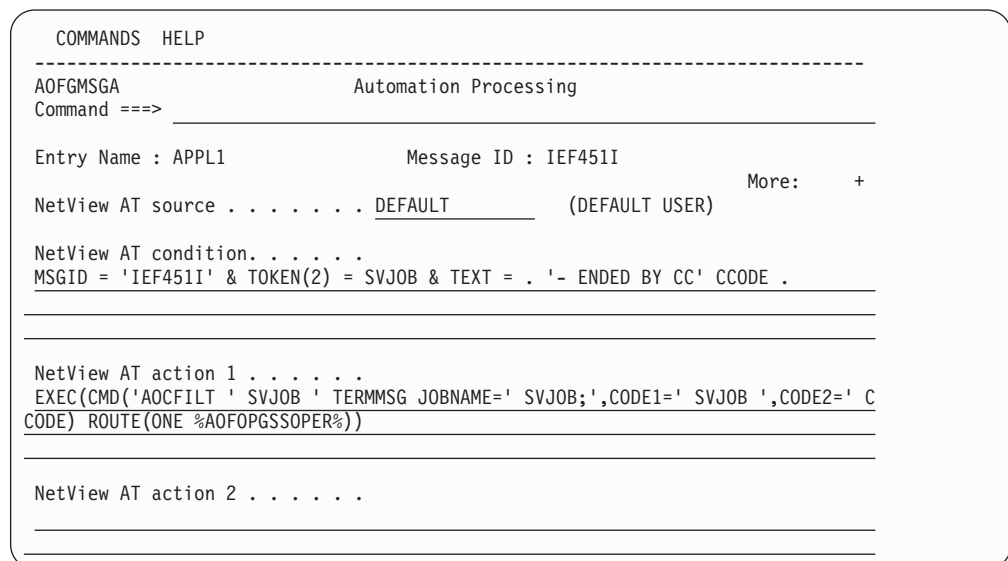 COMMANDS HELP
-------------------------------------------------------------------------------
AOFGMSGA Automation Processing
Command ===>
Entry Name : APPL1 Message ID : IEF451I
More: +
NetView AT source . . . . . . . DEFAULT (DEFAULT USER)
NetView AT condition. . . . . .
MSGID = 'IEF451I' & TOKEN(2) = SVJOB & TEXT = . '- ENDED BY CC' CCODE .
NetView AT action 1 . . . . . .
EXEC(CMD('AOCFILT ' SVJOB ' TERMMSG JOBNAME=' SVJOB;',CODE1=' SVJOB ',CODE2=' C
CODE) ROUTE(ONE %AOFOPGSSOPER%))
NetView AT action 2 . . . . . .